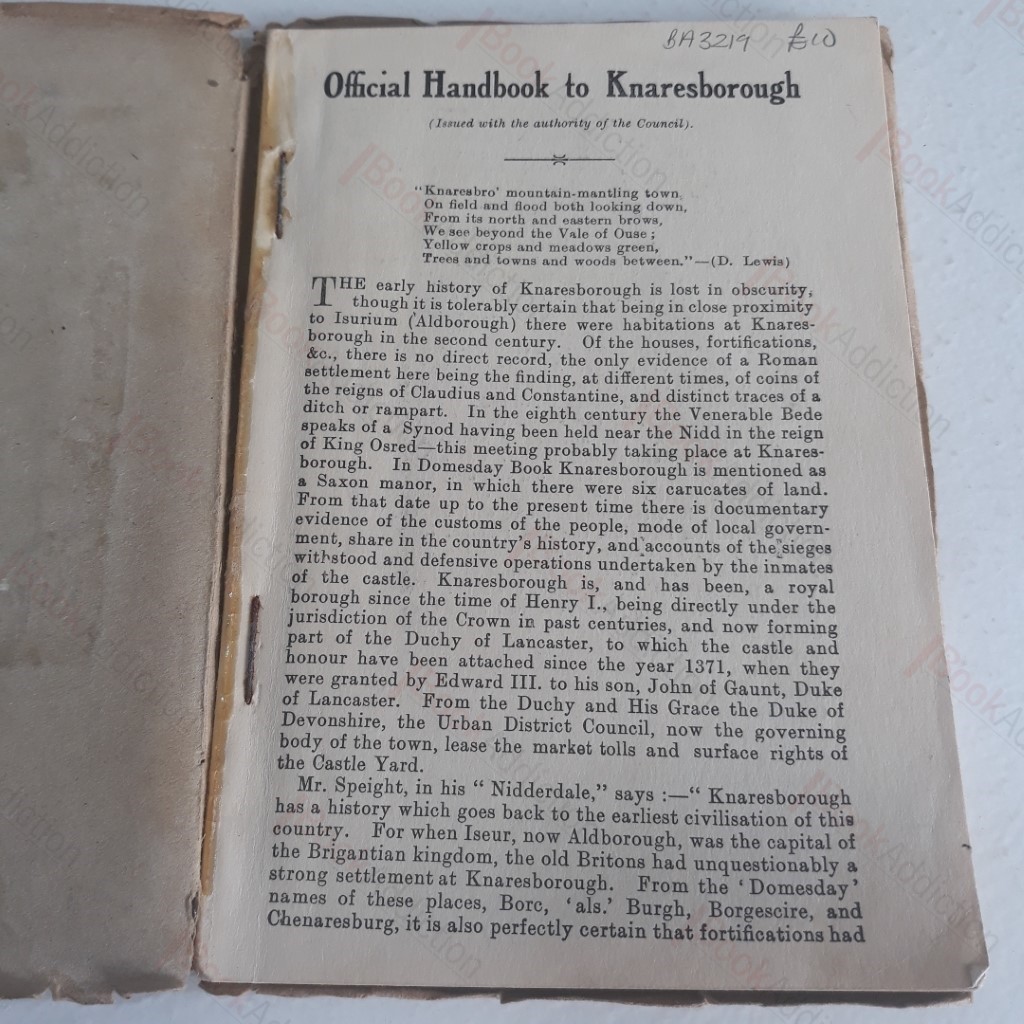 BA3219 £10
Official Handbook to Knaresborough
(Issued with the authority of the Council).
"Knaresbro' mountain-mantling town,
On field and flood both looking down,
From its north and eastern brows,
We see beyond the Vale of Ouse;
Yellow crops and meadows green,
Trees and towns and woods between."—(D. Lewis)
THE early history of Knaresborough is lost in obscurity,
though it is tolerably certain that being in close proximity
to Isurium (Aldborough) there were habitations at Knares-
borough in the second century. Of the houses, fortifications,
&c., there is no direct record, the only evidence of a Roman
settlement here being the finding, at different times, of coins of
the reigns of Claudius and Constantine, and distinct traces of a
ditch or rampart. In the eighth century the Venerable Bede
speaks of a Synod having been held near the Nidd in the reign
of King Osred—this meeting probably taking place at Knares-
borough. In Domesday Book Knaresborough is mentioned as
a Saxon manor, in which there were six carucates of land.
From that date up to the present time there is documentary
evidence of the customs of the people, mode of local govern-
ment, share in the country's history, and accounts of the sieges
withstood and defensive operations undertaken by the inmates
of the castle. Knaresborough is, and has been, a royal
borough since the time of Henry I., being directly under the
jurisdiction of the Crown in past centuries, and now forming
part of the Duchy of Lancaster, to which the castle and
honour have been attached since the year 1371, when they
were granted by Edward III. to his son, John of Gaunt, Duke
of Lancaster. From the Duchy and His Grace the Duke of
Devonshire, the Urban District Council, now the governing
body of the town, lease the market tolls and surface rights of
the Castle Yard.
Mr. Speight, in his "Nidderdale," says :—"Knaresborough
has a history which goes back to the earliest civilisation of this
country. For when Iseur, now Aldborough, was the capital of
the Brigantian kingdom, the old Britons had unquestionably a
strong settlement at Knaresborough. From the 'Domesday'
names of these places, Borc, 'als.' Burgh, Borgescire, and
Chenaresburg, it is also perfectly certain that fortifications had
BookAddiction